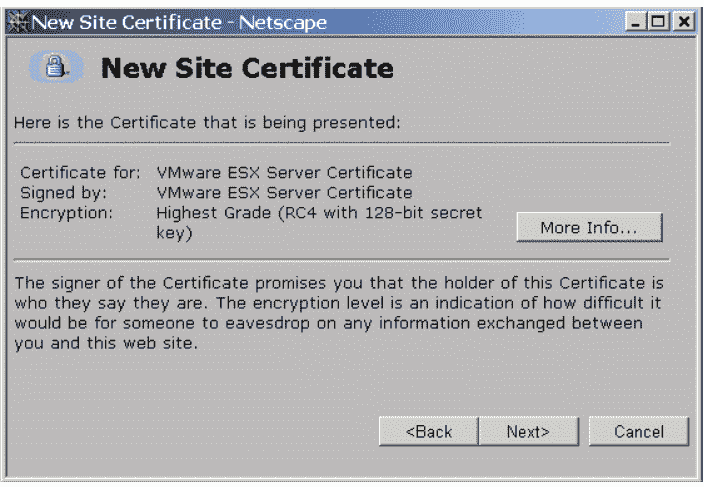 New Site Certificate - Netscape
New Site Certificate
Here is the Certificate that is being presented:
Certificate for: VMware ESX Server Certificate
Signed by: VMware ESX Server Certificate
Encryption: Highest Grade (RC4 with 128-bit secret
key)
More Info...
The signer of the Certificate promises you that the holder of this Certificate is
who they say they are. The encryption level is an indication of how difficult it
would be for someone to eavesdrop on any information exchanged between
you and this web site.
<Back Next> Cancel